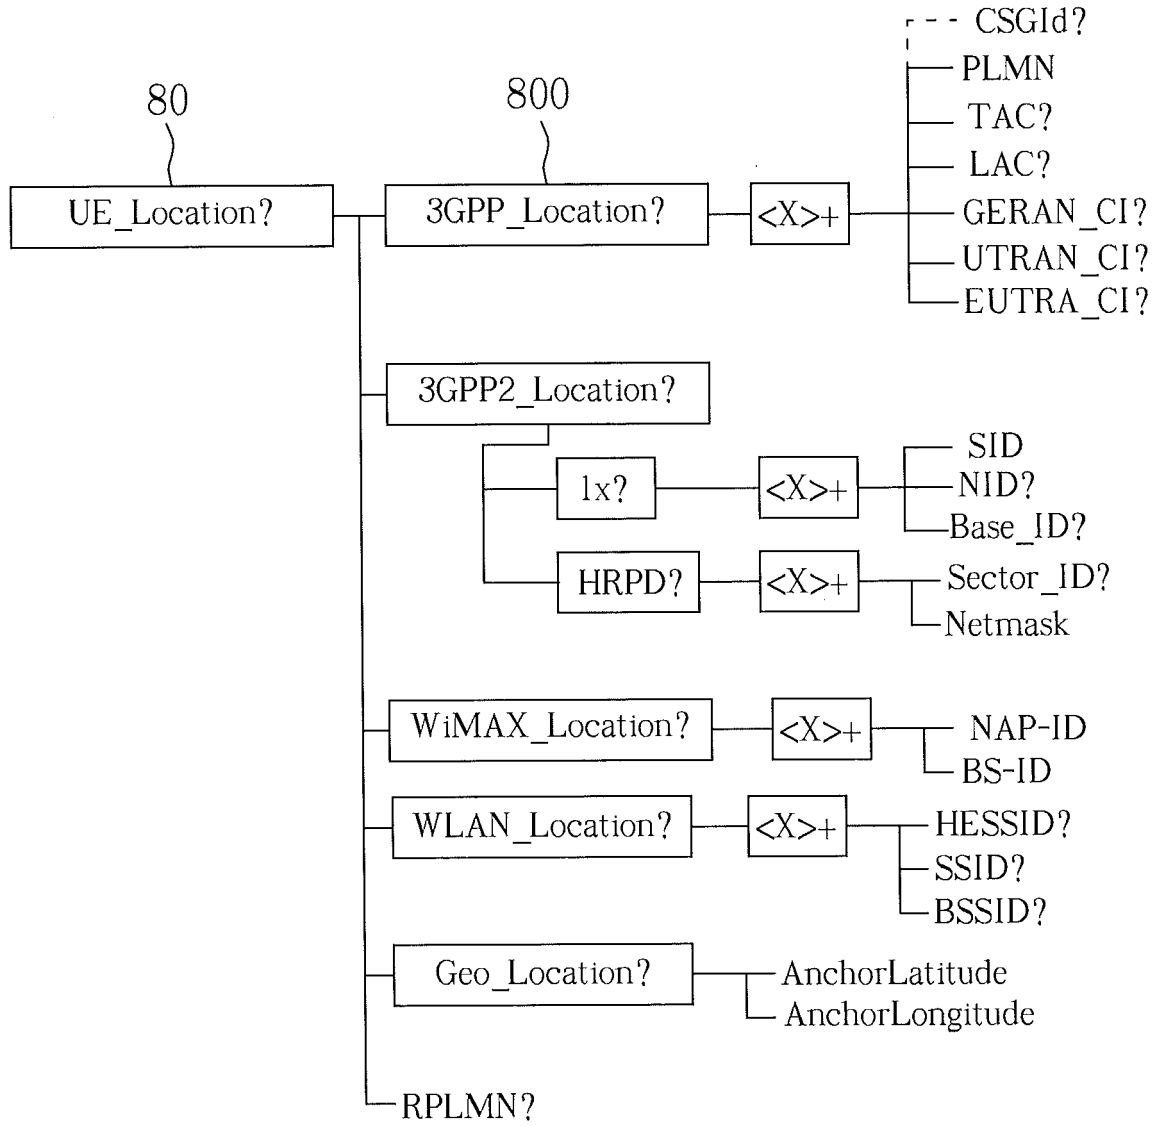 80
800
UE_Location?
3GPP_Location?
<X>+
CSGId?
PLMN
TAC?
LAC?
GERAN_CI?
UTRAN_CI?
EUTRA_CI?
3GPP2_Location?
1x?
<X>+
SID
NID?
Base_ID?
HRPD?
<X>+
Sector_ID?
Netmask
WiMAX_Location?
<X>+
NAP-ID
BS-ID
WLAN_Location?
<X>+
HESSID?
SSID?
BSSID?
Geo_Location?
AnchorLatitude
AnchorLongitude
RPLMN?